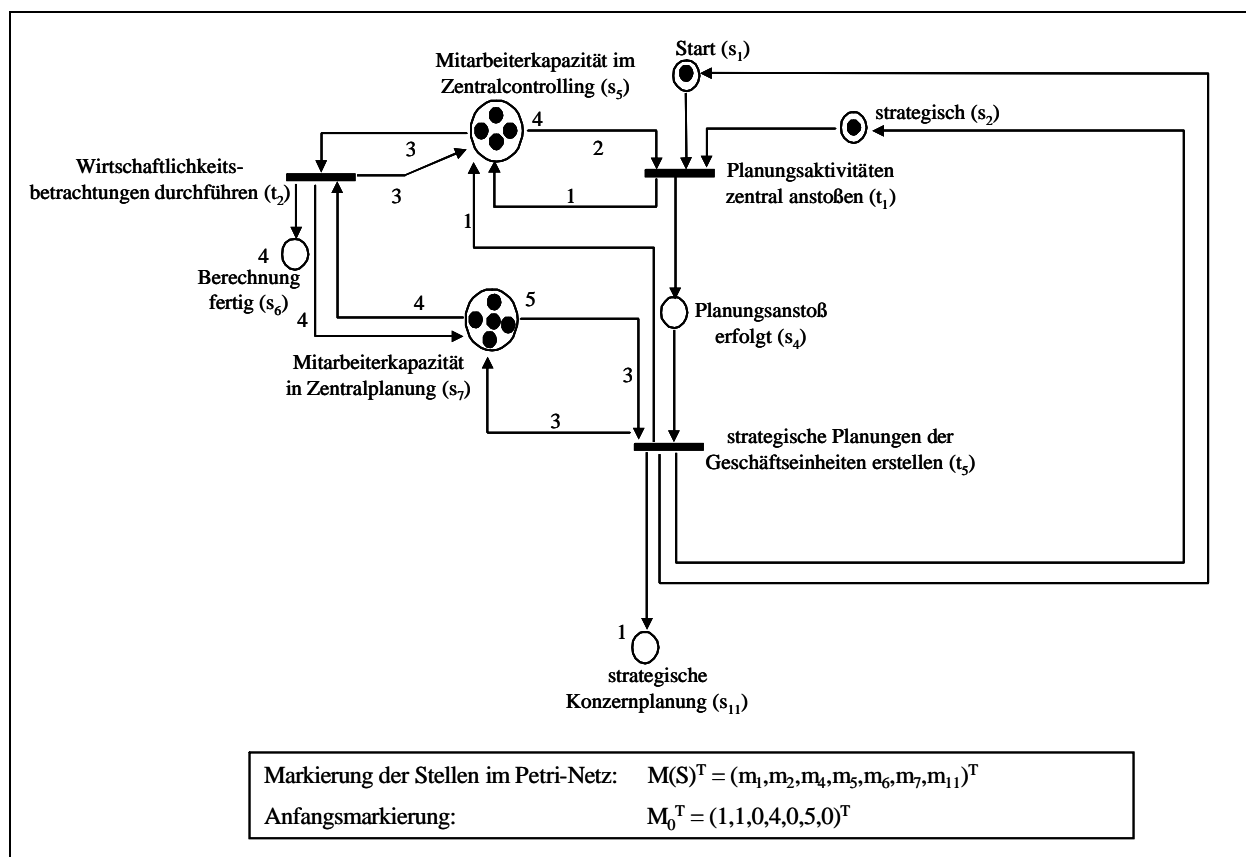 Start (s1)
Mitarbeiterkapazität im
Zentralcontrolling (s5)
4
strategisch (s2)
3
2
Wirtschaftlichkeits-
betrachtungen durchführen (t2)
3
1
Planungsaktivitäten
zentral anstoßen (t1)
1
4
Berechnung
fertig (s6)
4
4
5
Planungsanstoß
erfolgt (s4)
Mitarbeiterkapazität
in Zentralplanung (s7)
3
3
strategische Planungen der
Geschäftseinheiten erstellen (t5)
1
strategische
Konzernplanung (s11)
Markierung der Stellen im Petri-Netz: M(S)^T = (m1,m2,m4,m5,m6,m7,m11)^T
Anfangsmarkierung: M0^T = (1,1,0,4,0,5,0)^T